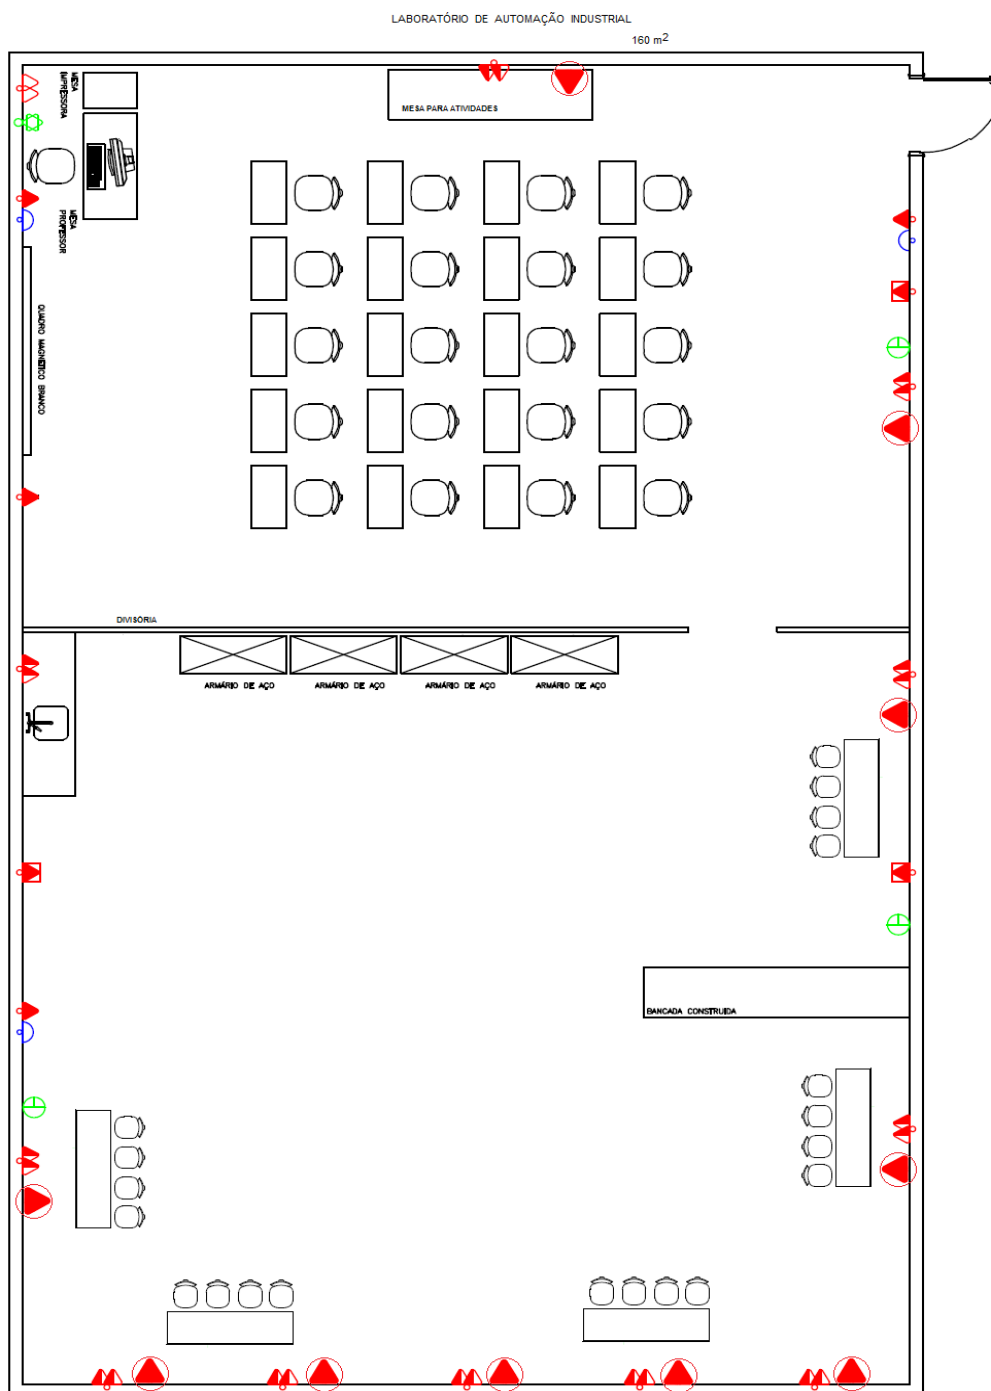 LABORATÓRIO DE AUTOMAÇÃO INDUSTRIAL
160 m²
MESA
IMPRESSORA
MESA PARA ATIVIDADES
MESA
PROFESSOR
QUADRO MAGNÉTICO BRANCO
DIVISÓRIA
ARMÁRIO DE AÇO
ARMÁRIO DE AÇO
ARMÁRIO DE AÇO
ARMÁRIO DE AÇO
BANCADA CONSTRUIDA